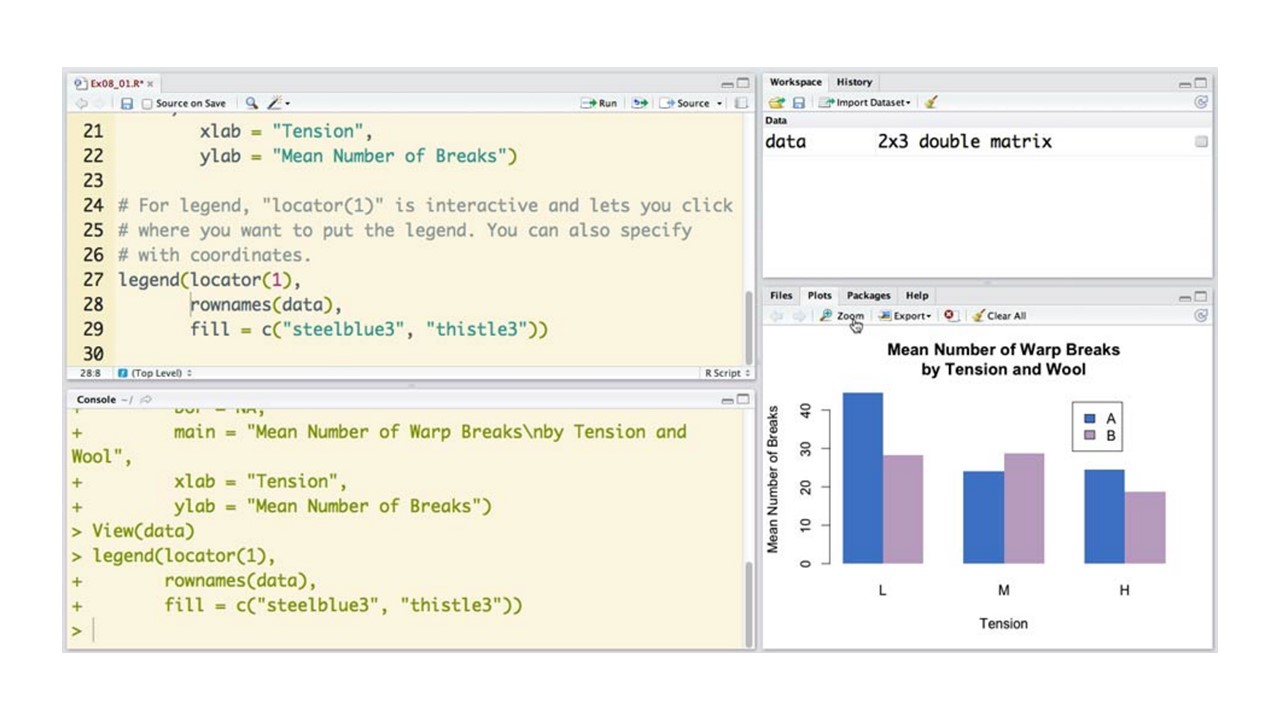 Ex08_01.R*
Source on Save
Run
Source
21 xlab = "Tension",
22 ylab = "Mean Number of Breaks")
23
24 # For legend, "locator(1)" is interactive and lets you click
25 # where you want to put the legend. You can also specify
26 # with coordinates.
27 legend(locator(1),
28 rownames(data),
29 fill = c("steelblue3", "thistle3"))
30
28:8 (Top Level) R Script
Console ~/
+ main = "Mean Number of Warp Breaks\nby Tension and
Wool",
+ xlab = "Tension",
+ ylab = "Mean Number of Breaks")
> View(data)
> legend(locator(1),
+ rownames(data),
+ fill = c("steelblue3", "thistle3"))
>
Workspace History
Import Dataset
Data
data 2x3 double matrix
Files Plots Packages Help
Zoom Export Clear All
Mean Number of Warp Breaks
by Tension and Wool
Mean Number of Breaks
40
30
20
10
0
A
B
L M H
Tension